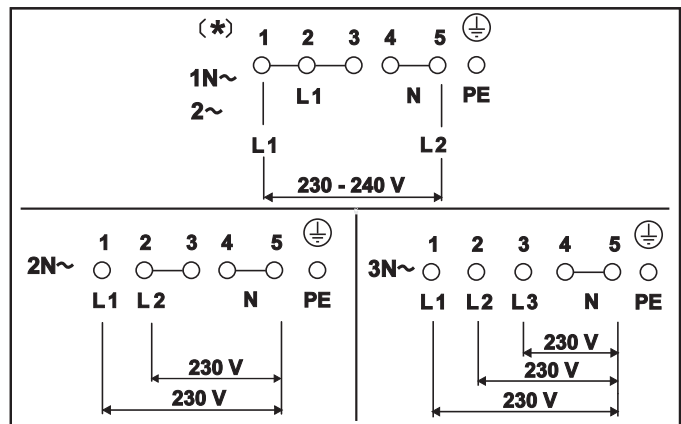 (*) 1 2 3 4 5
1N~ L1 N PE
2~
L1 L2
230 - 240 V
1 2 3 4 5
2N~
L1 L2 N PE
230 V
230 V
1 2 3 4 5
3N~
L1 L2 L3 N PE
230 V
230 V
230 V